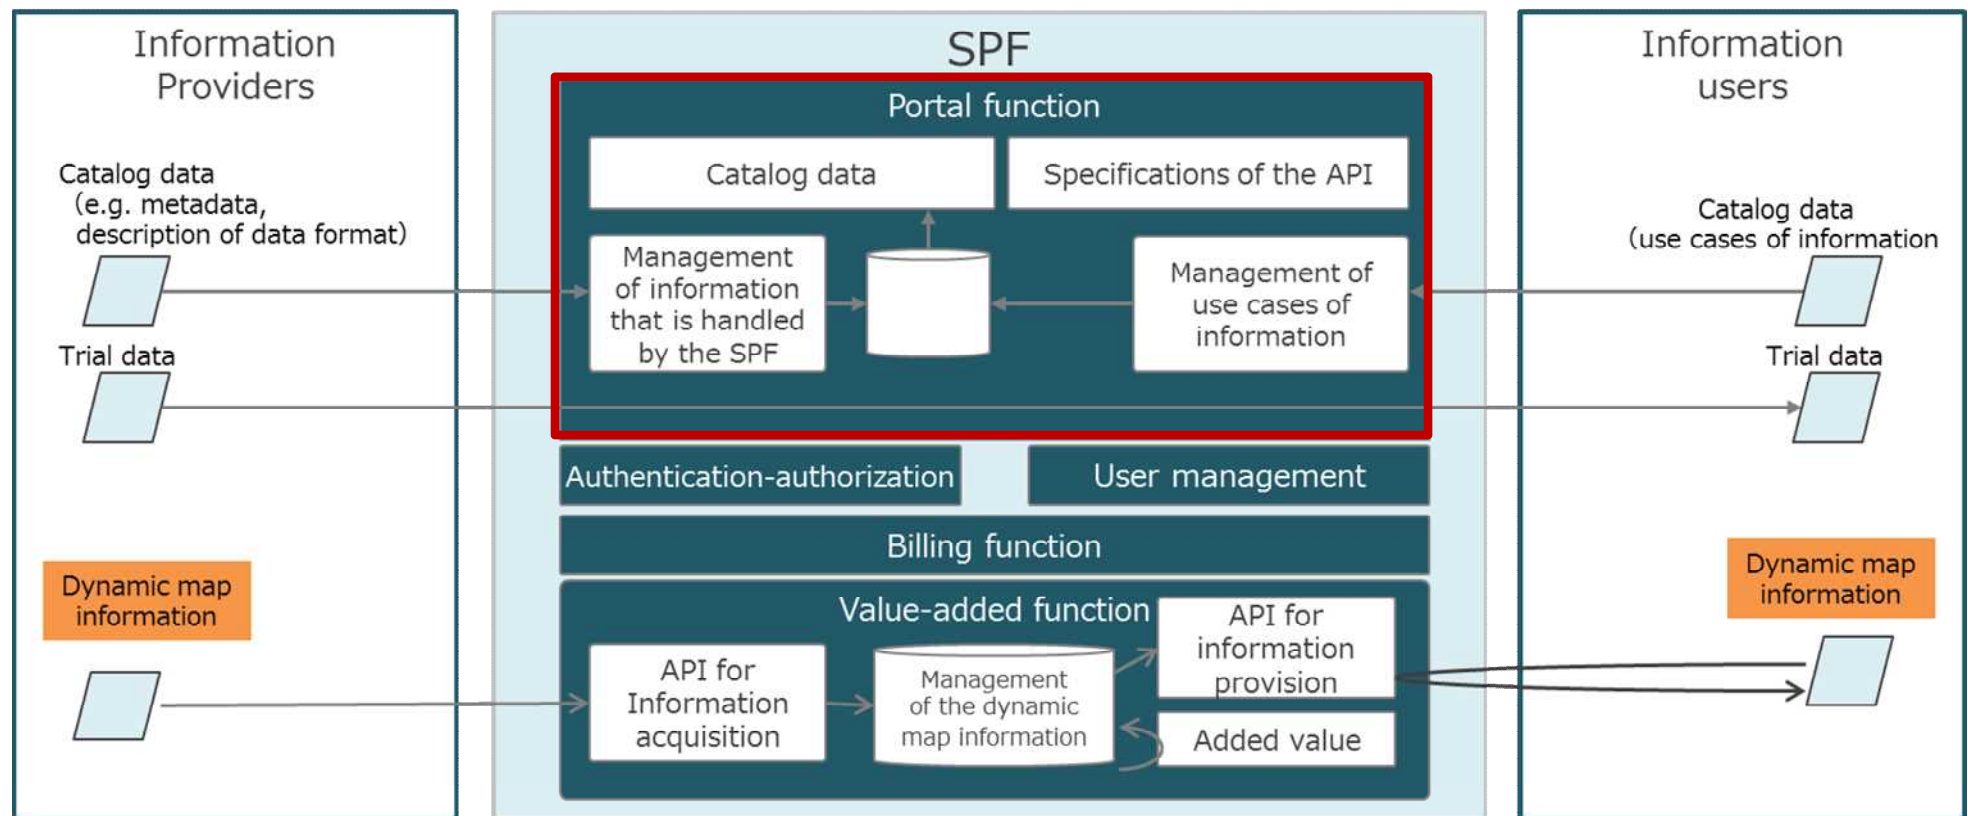 Information
Providers
Catalog data
(e.g. metadata,
description of data format)
Trial data
Dynamic map
information
SPF
Portal function
Catalog data
Specifications of the API
Management
of information
that is handled
by the SPF
Management of
use cases of
information
Authentication-authorization
User management
Billing function
Value-added function
API for
Information
acquisition
Management
of the dynamic
map information
API for
information
provision
Added value
Information
users
Catalog data
(use cases of information
Trial data
Dynamic map
information